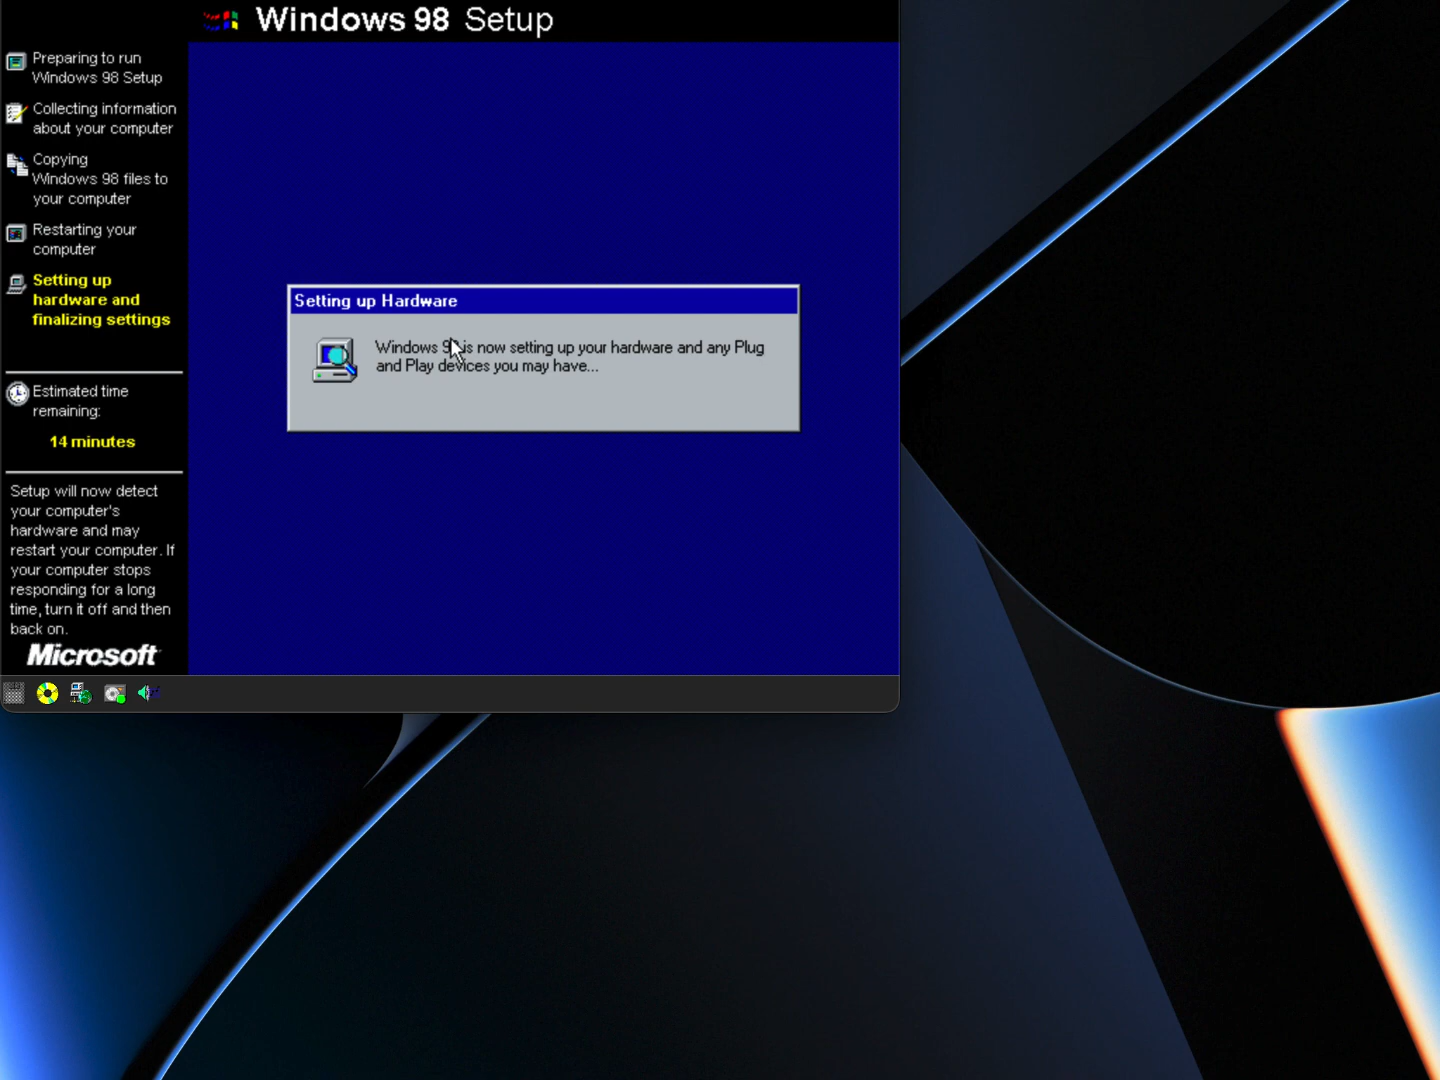 Windows 98 Setup
Preparing to run
Windows 98 Setup
Collecting information
about your computer
Copying
Windows 98 files to
your computer
Restarting your
computer
Setting up
hardware and
finalizing settings
Estimated time
remaining:
14 minutes
Setup will now detect
your computer's
hardware and may
restart your computer. If
your computer stops
responding for a long
time, turn it off and then
back on.
Microsoft
Setting up Hardware
Windows 98 is now setting up your hardware and any Plug
and Play devices you may have...